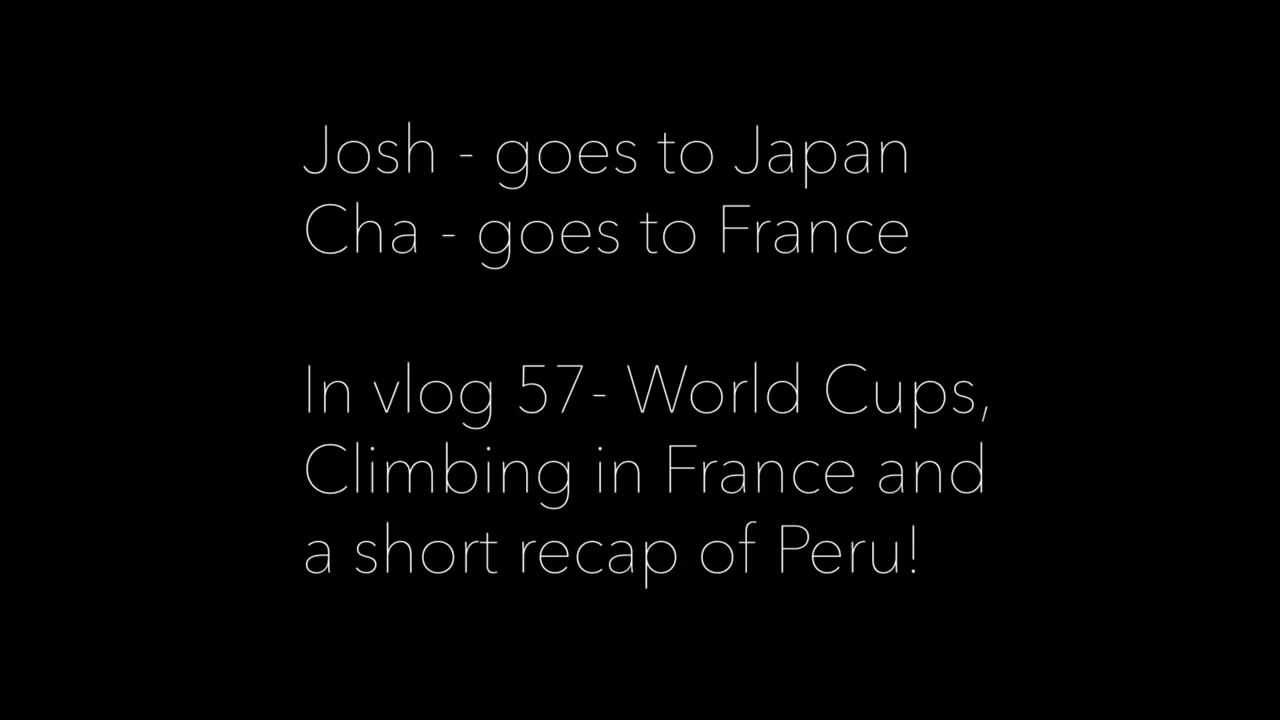 Josh - goes to Japan
Cha - goes to France
In vlog 57- World Cups,
Climbing in France and
a short recap of Peru!